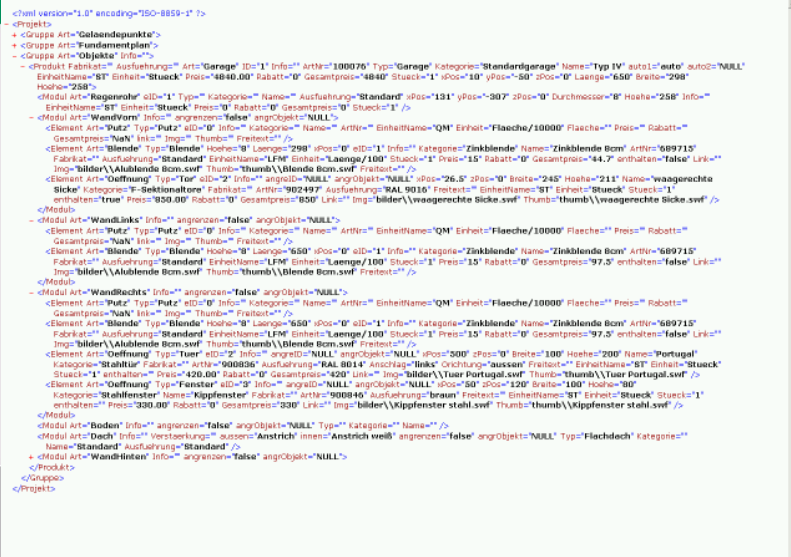 <?xml version="1.0" encoding="ISO-8859-1" ?>
- <Projekt>
+ <Gruppe Art="Gelaendepunkte">
+ <Gruppe Art="Fundamentplan">
- <Gruppe Art="Objekte" Info="">
- <Produkt Fabrikat="" Ausfuehrung="" Art="Garage" ID="1" Info="" ArtNr="100076" Typ="Garage" Kategorie="Standardgarage" Name="Typ IV" auto1="auto" auto2="NULL"
EinheitName="ST" Einheit="Stueck" Preis="4840.00" Rabatt="0" Gesamtpreis="4840" Stueck="1" xPos="10" yPos="-50" zPos="0" Laenge="650" Breite="298"
Hoehe="258">
<Modul Art="Regenrohr" eID="1" Typ="" Kategorie="" Name="" Ausfuehrung="Standard" xPos="131" yPos="-307" zPos="0" Durchmesser="8" Hoehe="258" Info=""
EinheitName="ST" Einheit="Stueck" Preis="0" Rabatt="0" Gesamtpreis="0" Stueck="1" />
- <Modul Art="WandVorn" Info="" angrenzen="false" angrObjekt="NULL">
<Element Art="Putz" Typ="Putz" eID="0" Info="" Kategorie="" Name="" ArtNr="" EinheitName="QM" Einheit="Flaeche/10000" Flaeche="" Preis="" Rabatt=""
Gesamtpreis="NaN" link="" Img="" Thumb="" Freitext="" />
<Element Art="Blende" Typ="Blende" Hoehe="8" Laenge="298" xPos="0" eID="1" Info="" Kategorie="Zinkblende" Name="Zinkblende 8cm" ArtNr="689715"
Fabrikat="" Ausfuehrung="Standard" EinheitName="LFM" Einheit="Laenge/100" Stueck="1" Preis="15" Rabatt="0" Gesamtpreis="44.7" enthalten="false" Link=""
Img="bilder\\Alublende 8cm.swf" Thumb="thumb\\Blende 8cm.swf" Freitext="" />
<Element Art="Oeffnung" Typ="Tor" eID="2" Info="" angreID="NULL" angrObjekt="NULL" xPos="26.5" zPos="0" Breite="245" Hoehe="211" Name="waagerechte
Sicke" Kategorie="F-Sektionaltore" Fabrikat="" ArtNr="902497" Ausfuehrung="RAL 9016" Freitext="" EinheitName="ST" Einheit="Stueck" Stueck="1"
enthalten="true" Preis="850.00" Rabatt="0" Gesamtpreis="850" Link="" Img="bilder\\waagerechte Sicke.swf" Thumb="thumb\\waagerechte Sicke.swf" />
</Modul>
- <Modul Art="WandLinks" Info="" angrenzen="false" angrObjekt="NULL">
<Element Art="Putz" Typ="Putz" eID="0" Info="" Kategorie="" Name="" ArtNr="" EinheitName="QM" Einheit="Flaeche/10000" Flaeche="" Preis="" Rabatt=""
Gesamtpreis="NaN" link="" Img="" Thumb="" Freitext="" />
<Element Art="Blende" Typ="Blende" Hoehe="8" Laenge="650" xPos="0" eID="1" Info="" Kategorie="Zinkblende" Name="Zinkblende 8cm" ArtNr="689715"
Fabrikat="" Ausfuehrung="Standard" EinheitName="LFM" Einheit="Laenge/100" Stueck="1" Preis="15" Rabatt="0" Gesamtpreis="97.5" enthalten="false" Link=""
Img="bilder\\Alublende 8cm.swf" Thumb="thumb\\Blende 8cm.swf" Freitext="" />
</Modul>
- <Modul Art="WandRechts" Info="" angrenzen="false" angrObjekt="NULL">
<Element Art="Putz" Typ="Putz" eID="0" Info="" Kategorie="" Name="" ArtNr="" EinheitName="QM" Einheit="Flaeche/10000" Flaeche="" Preis="" Rabatt=""
Gesamtpreis="NaN" link="" Img="" Thumb="" Freitext="" />
<Element Art="Blende" Typ="Blende" Hoehe="8" Laenge="650" xPos="0" eID="1" Info="" Kategorie="Zinkblende" Name="Zinkblende 8cm" ArtNr="689715"
Fabrikat="" Ausfuehrung="Standard" EinheitName="LFM" Einheit="Laenge/100" Stueck="1" Preis="15" Rabatt="0" Gesamtpreis="97.5" enthalten="false" Link=""
Img="bilder\\Alublende 8cm.swf" Thumb="thumb\\Blende 8cm.swf" Freitext="" />
<Element Art="Oeffnung" Typ="Tuer" eID="2" Info="" angreID="NULL" angrObjekt="NULL" xPos="500" zPos="0" Breite="100" Hoehe="200" Name="Portugal"
Kategorie="Stahltür" Fabrikat="" ArtNr="900836" Ausfuehrung="RAL 8014" Anschlag="links" Orichtung="aussen" Freitext="" EinheitName="ST" Einheit="Stueck"
Stueck="1" enthalten="" Preis="420.00" Rabatt="0" Gesamtpreis="420" Link="" Img="bilder\\Tuer Portugal.swf" Thumb="thumb\\Tuer Portugal.swf" />
<Element Art="Oeffnung" Typ="Fenster" eID="3" Info="" angreID="NULL" angrObjekt="NULL" xPos="50" zPos="120" Breite="100" Hoehe="80"
Kategorie="Stahlfenster" Name="Kippfenster" Fabrikat="" ArtNr="900846" Ausfuehrung="braun" Freitext="" EinheitName="ST" Einheit="Stueck" Stueck="1"
enthalten="" Preis="330.00" Rabatt="0" Gesamtpreis="330" Link="" Img="bilder\\Kippfenster stahl.swf" Thumb="thumb\\Kippfenster stahl.swf" />
</Modul>
<Modul Art="Boden" Info="" angrenzen="false" angrObjekt="NULL" Typ="" Kategorie="" Name="" />
<Modul Art="Dach" Info="" Verstaerkung="" aussen="Anstrich" innen="Anstrich weiß" angrenzen="false" angrObjekt="NULL" Typ="Flachdach" Kategorie=""
Name="Standard" Ausfuehrung="Standard" />
+ <Modul Art="WandHinten" Info="" angrenzen="false" angrObjekt="NULL">
</Produkt>
</Gruppe>
</Projekt>